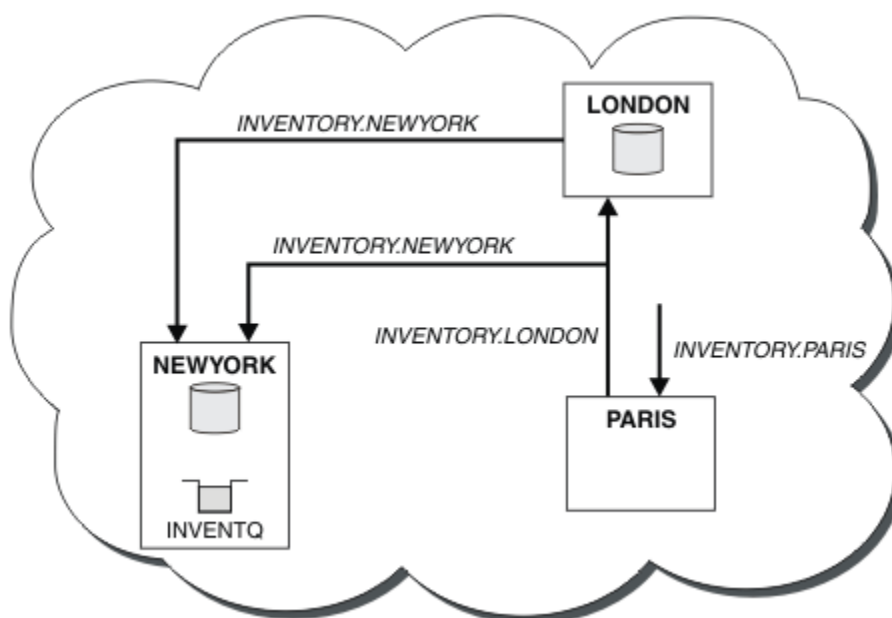 LONDON
INVENTORY.NEWYORK
INVENTORY.NEWYORK
INVENTORY.LONDON
INVENTORY.PARIS
NEWYORK
PARIS
INVENTQ